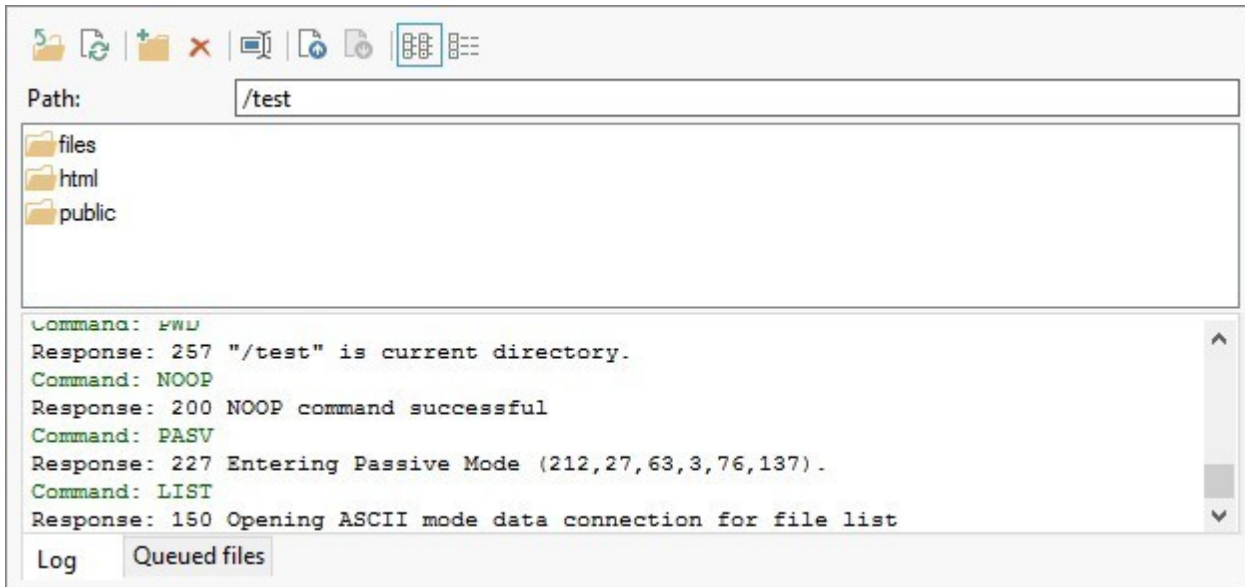 Path: /test
files
html
public
Command: PWD
Response: 257 "/test" is current directory.
Command: NOOP
Response: 200 NOOP command successful
Command: PASV
Response: 227 Entering Passive Mode (212,27,63,3,76,137).
Command: LIST
Response: 150 Opening ASCII mode data connection for file list
Log Queued files